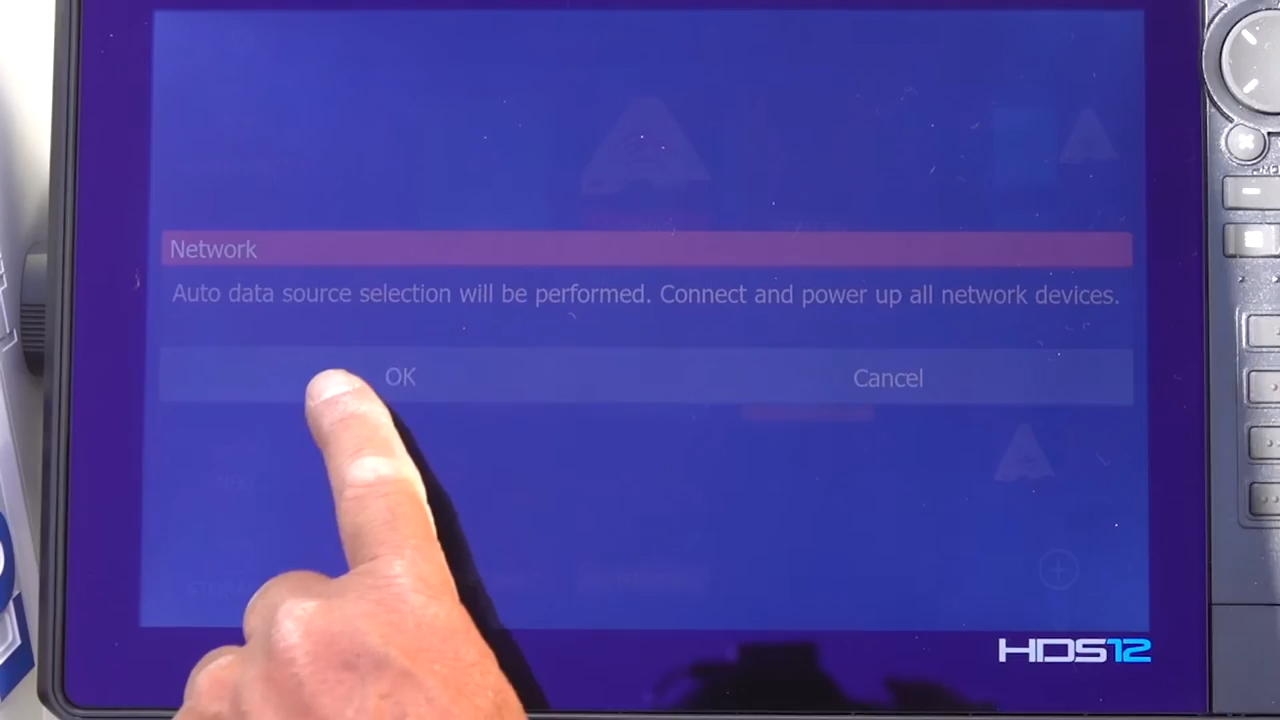 Network
Auto data source selection will be performed. Connect and power up all network devices.
OK
Cancel
HDS12